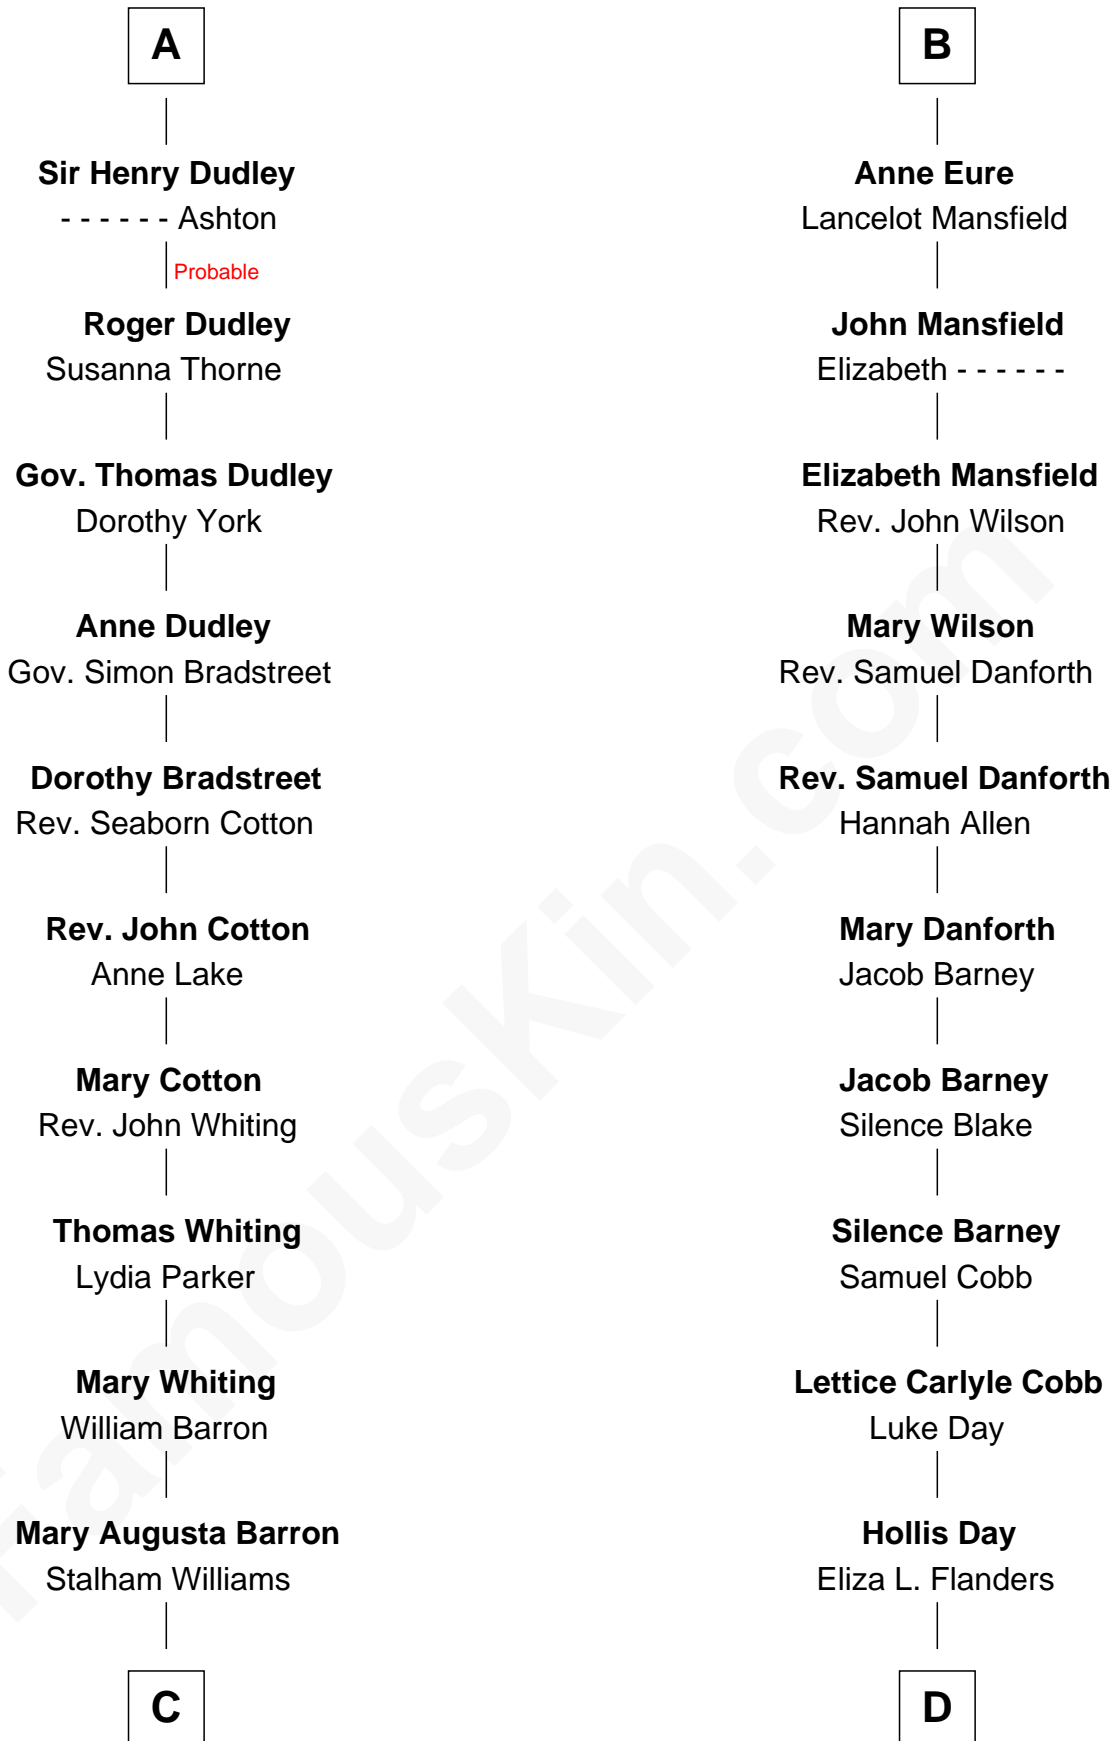 A
Sir Henry Dudley
- - - - - - Ashton
Probable
Roger Dudley
Susanna Thorne
Gov. Thomas Dudley
Dorothy York
Anne Dudley
Gov. Simon Bradstreet
Dorothy Bradstreet
Rev. Seaborn Cotton
Rev. John Cotton
Anne Lake
Mary Cotton
Rev. John Whiting
Thomas Whiting
Lydia Parker
Mary Whiting
William Barron
Mary Augusta Barron
Stalham Williams
C
B
Anne Eure
Lancelot Mansfield
John Mansfield
Elizabeth - - - - - -
Elizabeth Mansfield
Rev. John Wilson
Mary Wilson
Rev. Samuel Danforth
Rev. Samuel Danforth
Hannah Allen
Mary Danforth
Jacob Barney
Jacob Barney
Silence Blake
Silence Barney
Samuel Cobb
Lettice Carlyle Cobb
Luke Day
Hollis Day
Eliza L. Flanders
D
FamousKin.com